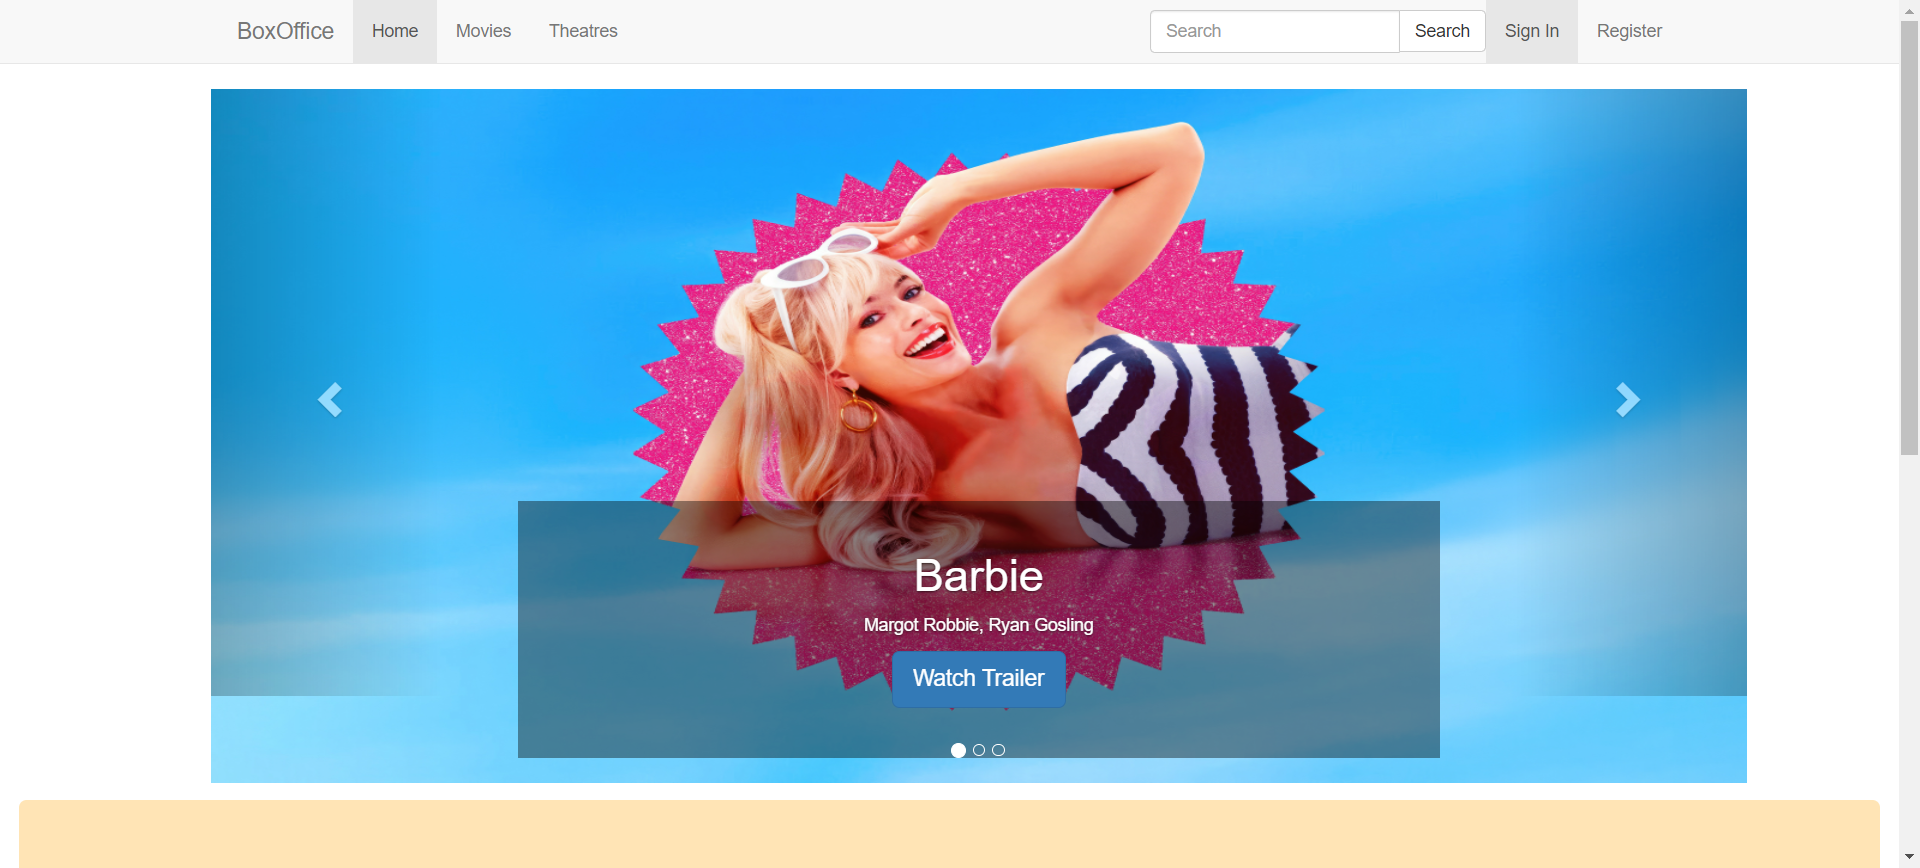 BoxOffice Home Movies Theatres Search Search Sign In Register
Barbie
Margot Robbie, Ryan Gosling
Watch Trailer